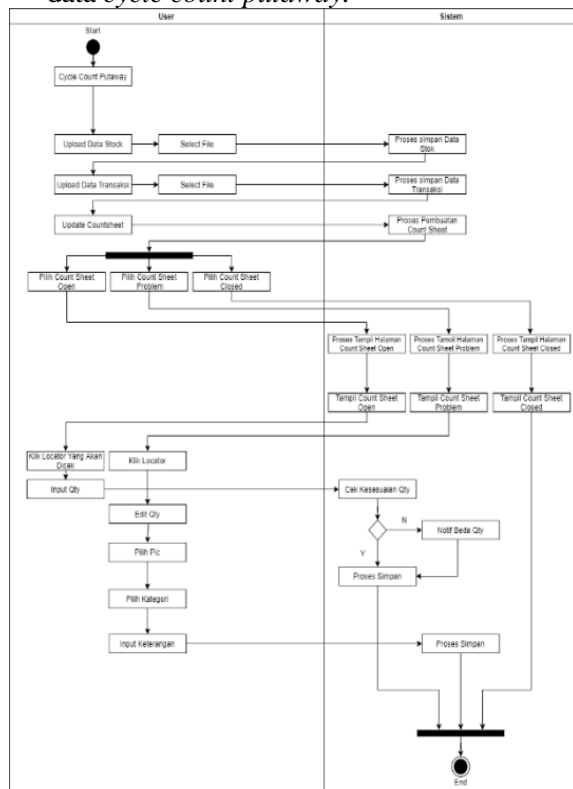 data cycle count putaway.
User
Sistem
Start
Cycle Count Putaway
Upload Data Stock
Select File
Proses simpan Data
Stok
Upload Data Transaksi
Select File
Proses simpan Data
Transaksi
Update Countsheet
Proses Pembuatan
Count Sheet
Pilih Count Sheet
Open
Pilih Count Sheet
Problem
Pilih Count Sheet
Closed
Proses Tampil Halaman
Count Sheet Open
Proses Tampil Halaman
Count Sheet Problem
Proses Tampil Halaman
Count Sheet Closed
Tampil Count Sheet
Open
Tampil Count Sheet
Problem
Tampil Count Sheet
Closed
Klik Locator Yang Akan
Dicek
Klik Locator
Input Qty
Cek Kesesuaian Qty
Edit Qty
N
Notif Beda Qty
Pilih Pic
Y
Proses Simpan
Pilih Kategori
Input Keterangan
Proses Simpan
End